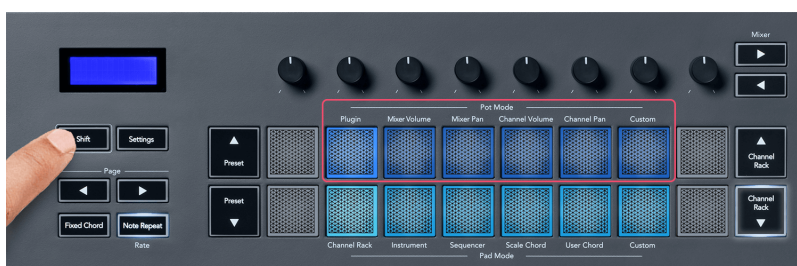 Mixer
Pot Mode
Plugin Mixer Volume Mixer Pan Channel Volume Channel Pan Custom
Shift Settings
Preset
Channel
Rack
Page
Preset
Channel
Rack
Fixed Chord Note Repeat
Rate
Channel Rack Instrument Sequencer Scale Chord User Chord Custom
Pad Mode